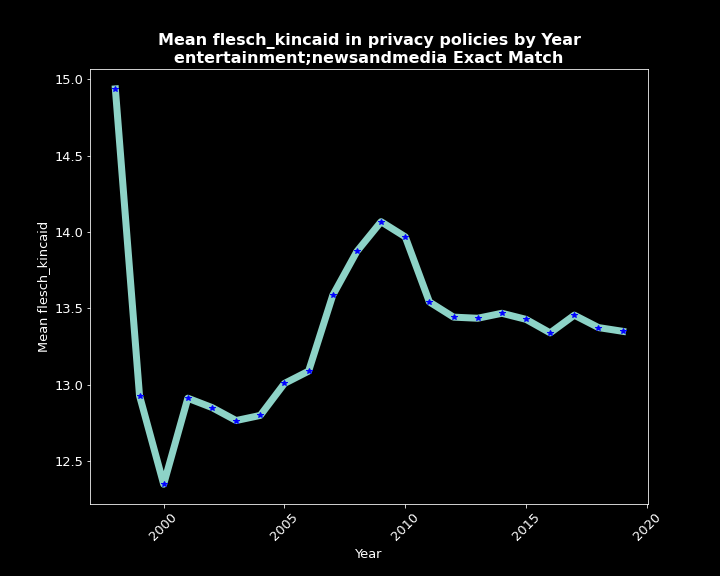 Mean flesch_kincaid in privacy policies by Year
entertainment;newsandmedia Exact Match
15.0
14.5
14.0
13.5
13.0
12.5
Mean flesch_kincaid
2000
2005
2010
2015
2020
Year